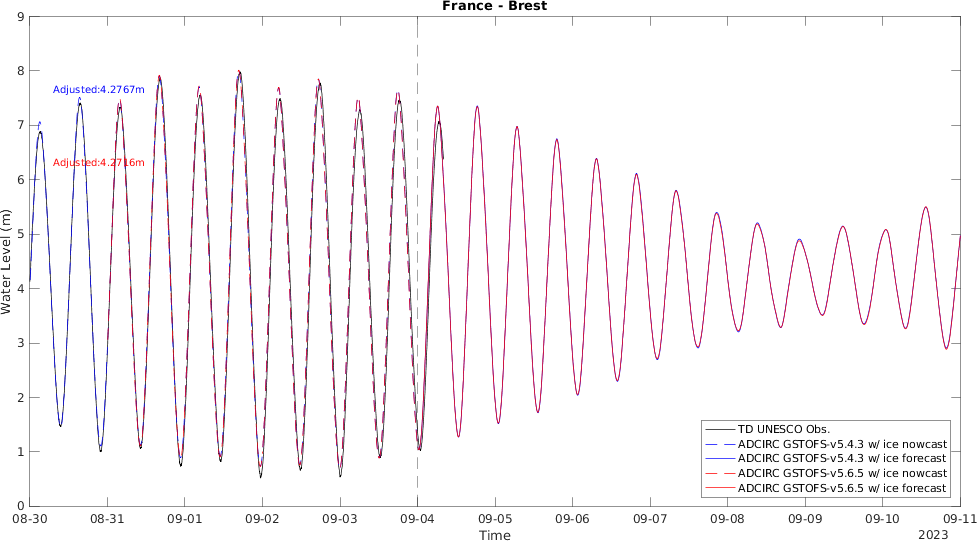 France - Brest
9
8
7
6
5
4
3
2
1
0
Water Level (m)
Adjusted:4.2767m
Adjusted:4.2716m
TD UNESCO Obs.
ADCIRC GSTOFS-v5.4.3 w/ ice nowcast
ADCIRC GSTOFS-v5.4.3 w/ ice forecast
ADCIRC GSTOFS-v5.6.5 w/ ice nowcast
ADCIRC GSTOFS-v5.6.5 w/ ice forecast
08-30 08-31 09-01 09-02 09-03 09-04 09-05 09-06 09-07 09-08 09-09 09-10 09-11
Time
2023